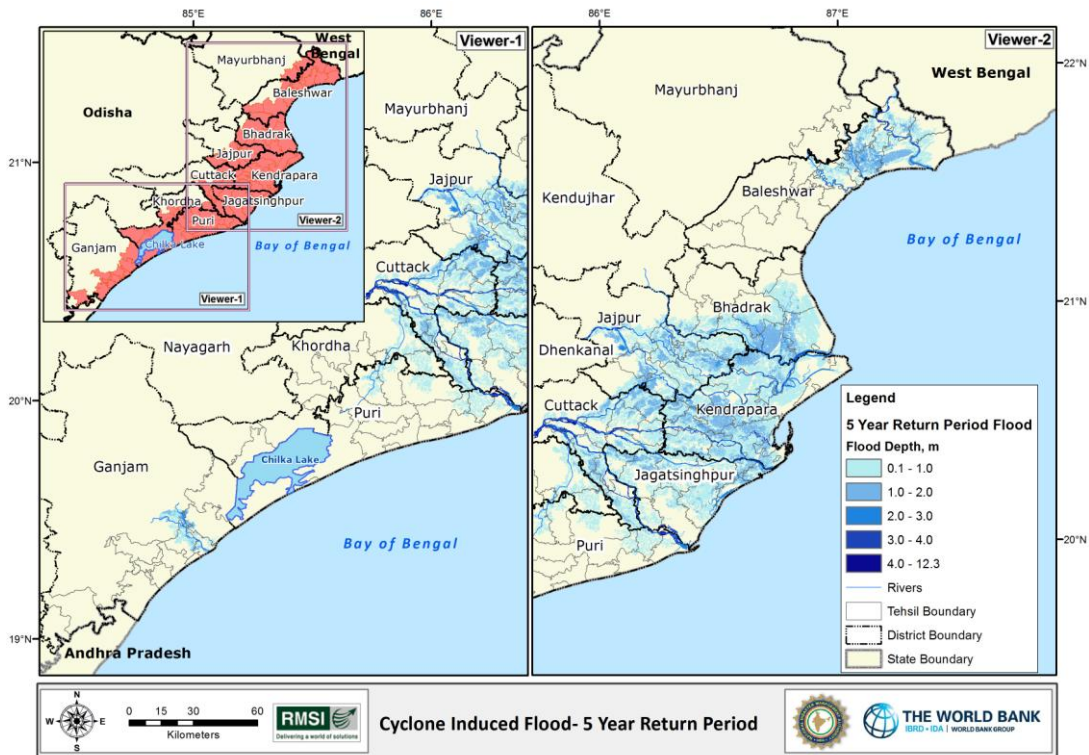 85°E
86°E
86°E
87°E
22°N
21°N
21°N
20°N
20°N
19°N
Viewer-1
West
Bengal
Mayurbhanj
Baleshwar
Odisha
Bhadrak
Jajpur
Cuttack
Kendrapara
Khordha
Jagatsinghpur
Puri
Viewer-2
Ganjam
Chilka Lake
Bay of Bengal
Viewer-1
Mayurbhanj
Jajpur
Cuttack
Khordha
Nayagarh
Puri
Chilka Lake
Ganjam
Bay of Bengal
Andhra Pradesh
Viewer-2
West Bengal
Mayurbhanj
Baleshwar
Kendujhar
Bay of Bengal
Bhadrak
Jajpur
Dhenkanal
Cuttack
Kendrapara
Jagatsinghpur
Puri
Legend
5 Year Return Period Flood
Flood Depth, m
0.1 - 1.0
1.0 - 2.0
2.0 - 3.0
3.0 - 4.0
4.0 - 12.3
Rivers
Tehsil Boundary
District Boundary
State Boundary
N
W E
S
0 15 30 60
Kilometers
RMSI
Delivering a world of solutions
Cyclone Induced Flood- 5 Year Return Period
THE WORLD BANK
IBRD • IDA | WORLD BANK GROUP